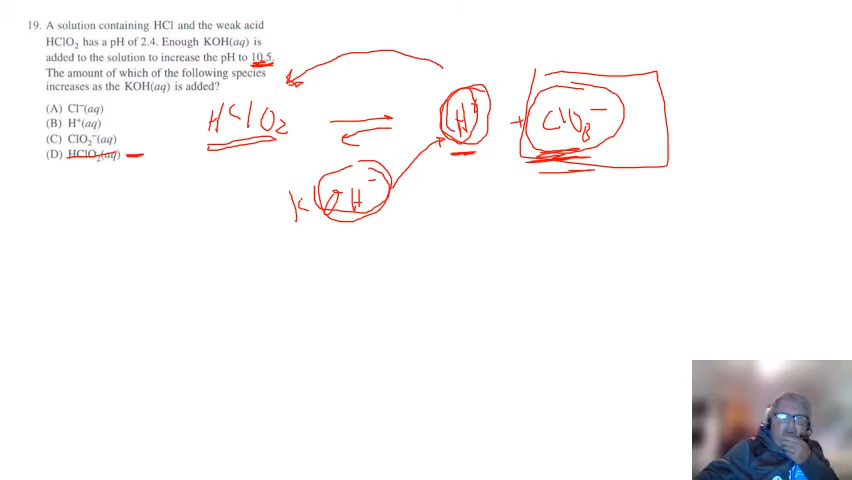 19. A solution containing HCl and the weak acid
HClO₂ has a pH of 2.4. Enough KOH(aq) is
added to the solution to increase the pH to 10.5.
The amount of which of the following species
increases as the KOH(aq) is added?
(A) Cl⁻(aq)
(B) H⁺(aq)
(C) ClO₂⁻(aq)
(D) HClO₂(aq)
HClO₂ ⇌ H⁺ + ClO₂⁻
KOH⁻